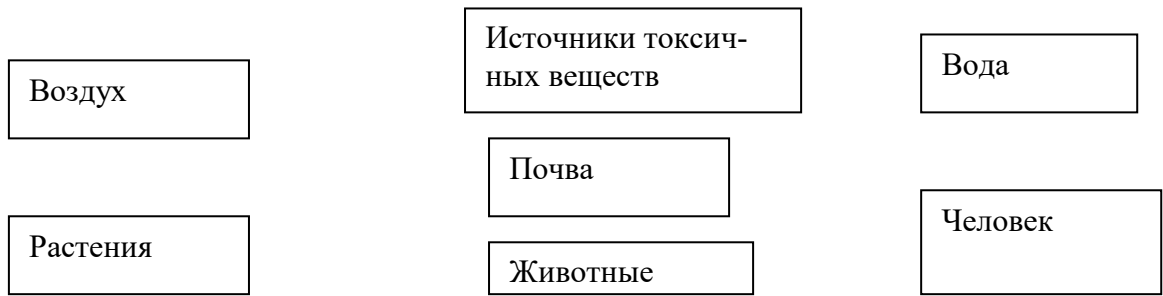 Источники токсич-
ных веществ
Воздух
Вода
Почва
Растения
Человек
Животные